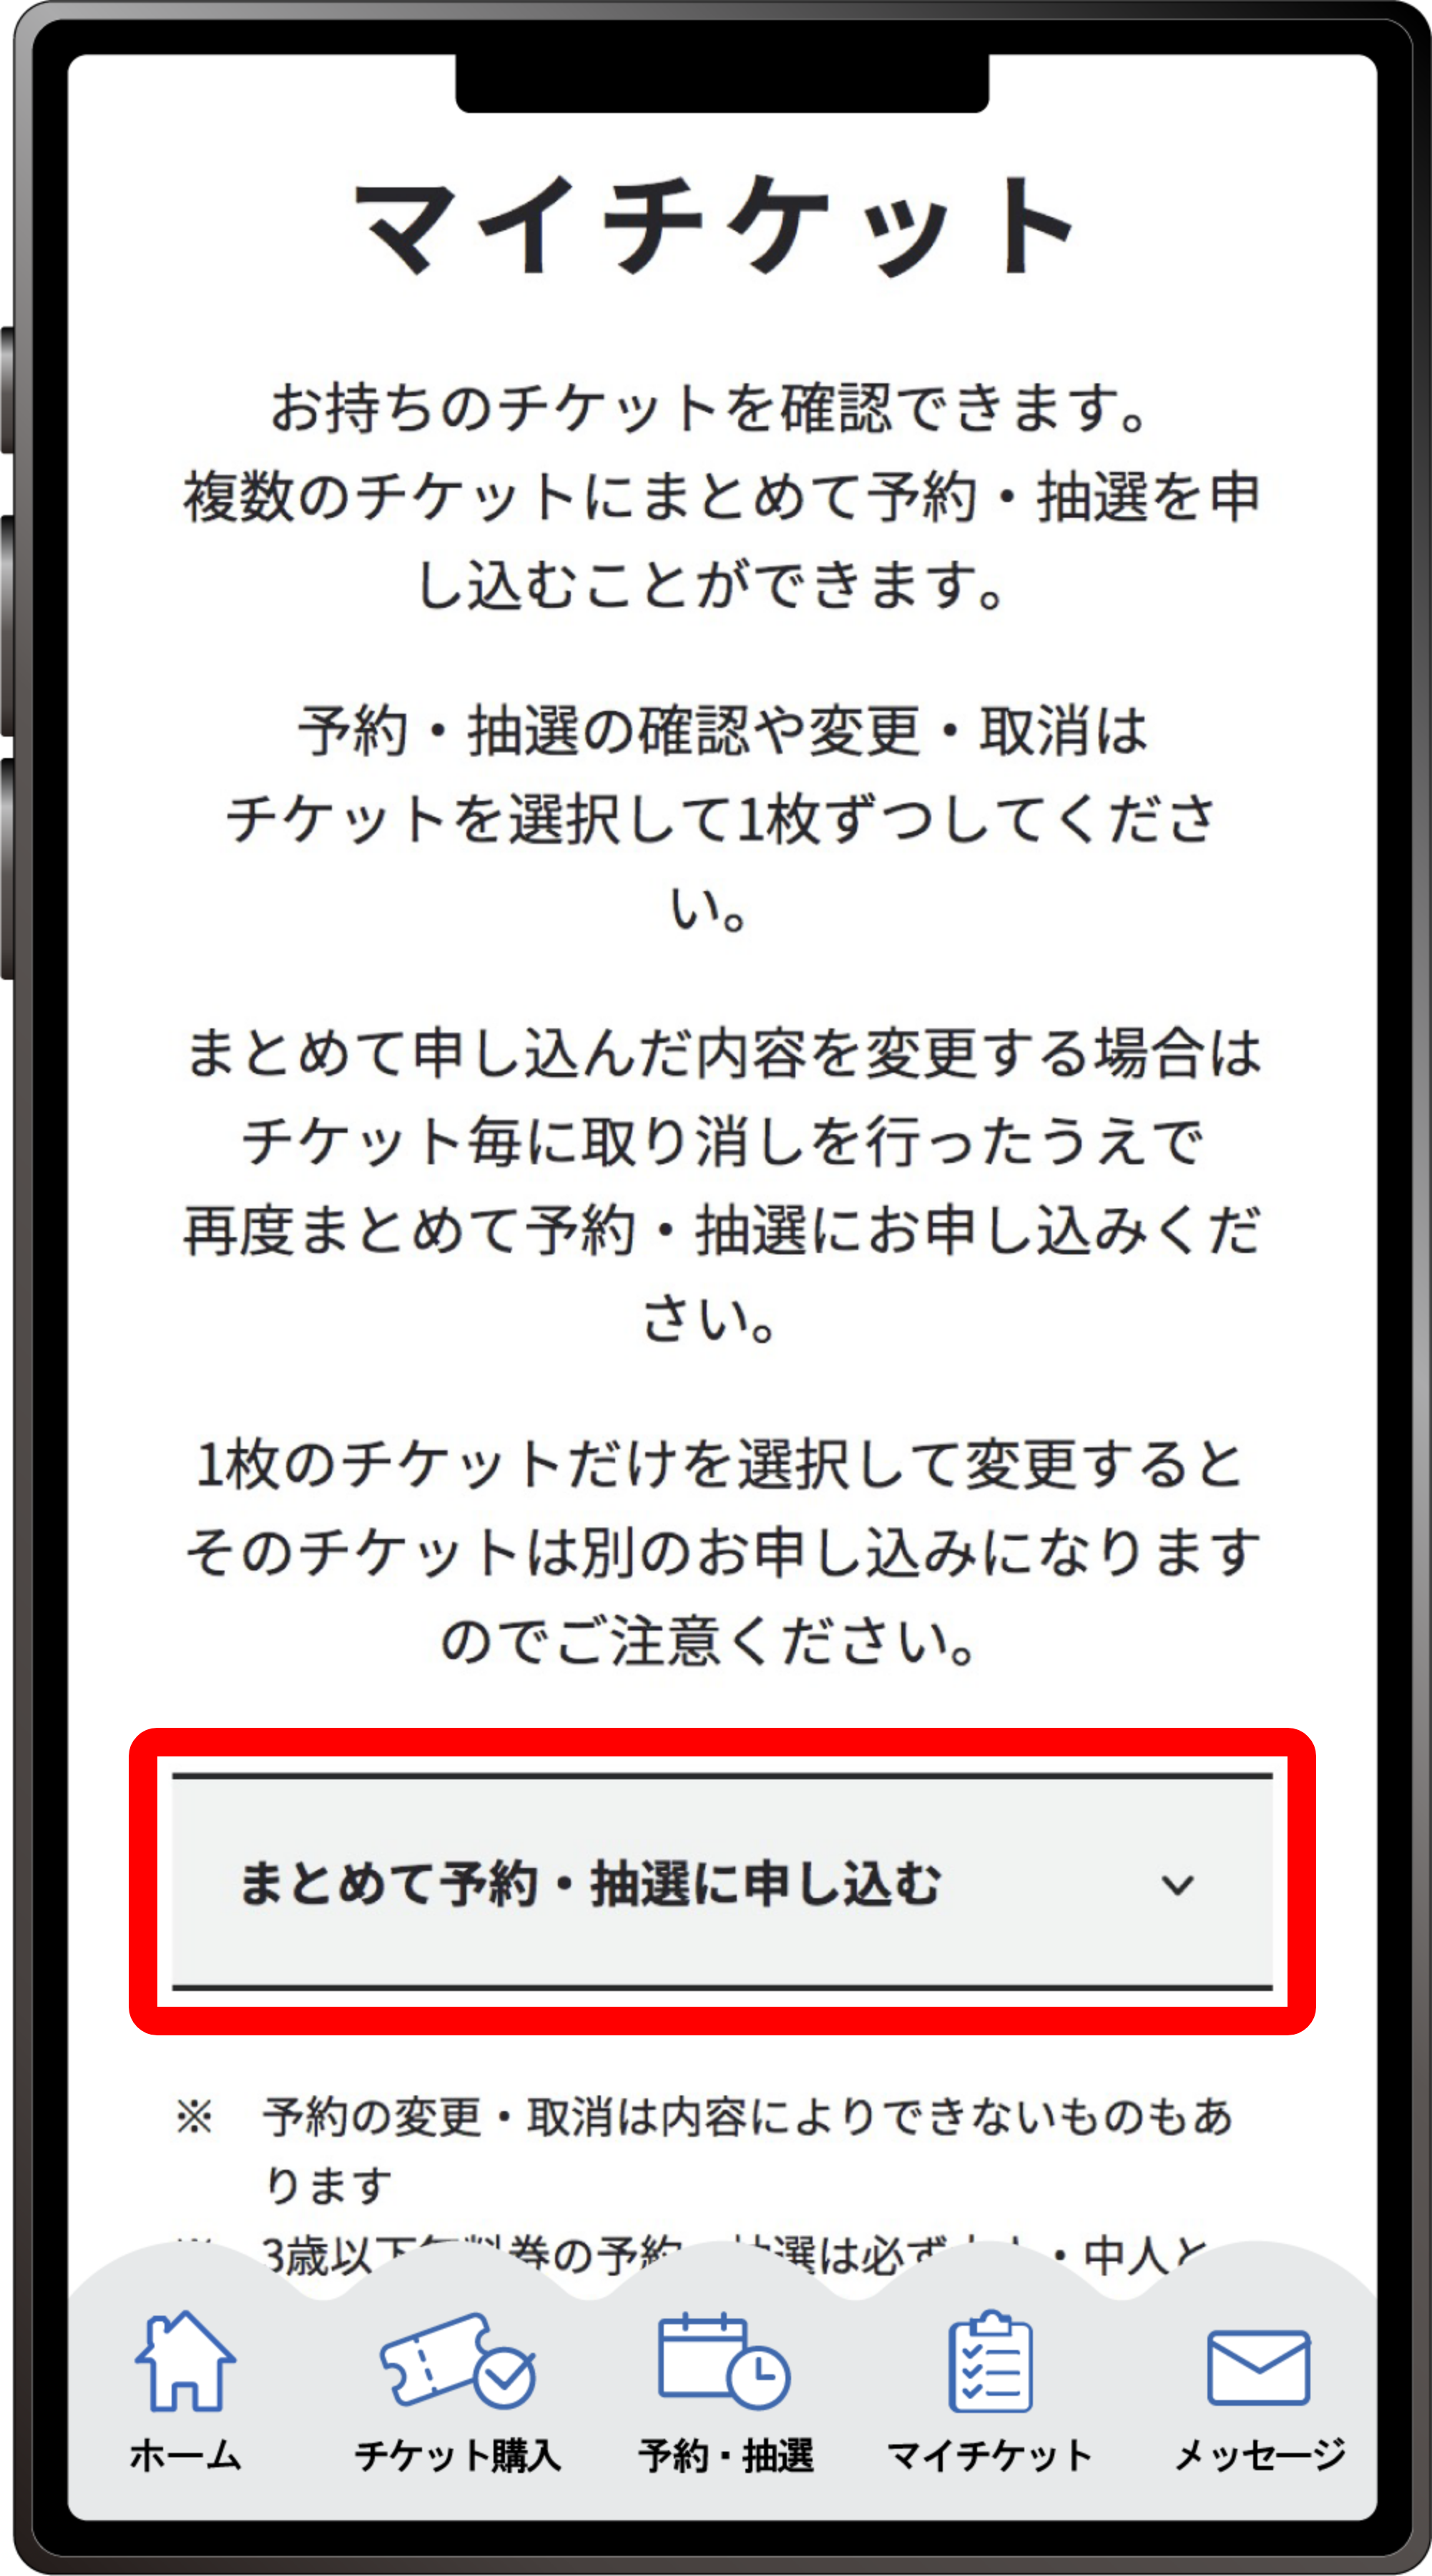 マイチケット
お持ちのチケットを確認できます。
複数のチケットにまとめて予約・抽選を申
し込むことができます。
予約・抽選の確認や変更・取消は
チケットを選択して1枚ずつしてくださ
い。
まとめて申し込んだ内容を変更する場合は
チケット毎に取り消しを行ったうえで
再度まとめて予約・抽選にお申し込みくだ
さい。
1枚のチケットだけを選択して変更すると
そのチケットは別のお申し込みになります
のでご注意ください。
まとめて予約・抽選に申し込む
※ 予約の変更・取消は内容によりできないものもあ
ります
3歳以下 券の予約 選は必ず ・中人と
ホーム チケット購入 予約・抽選 マイチケット メッセージ